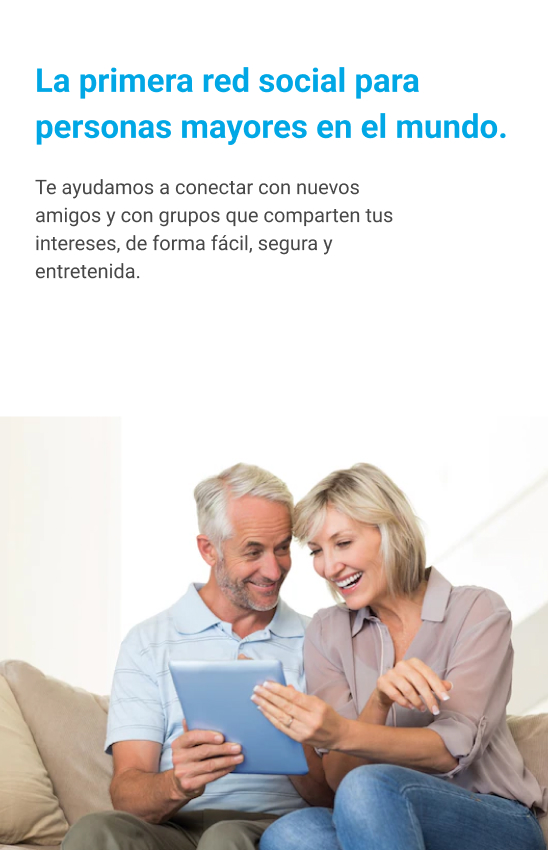 La primera red social para
personas mayores en el mundo.
Te ayudamos a conectar con nuevos
amigos y con grupos que comparten tus
intereses, de forma fácil, segura y
entretenida.